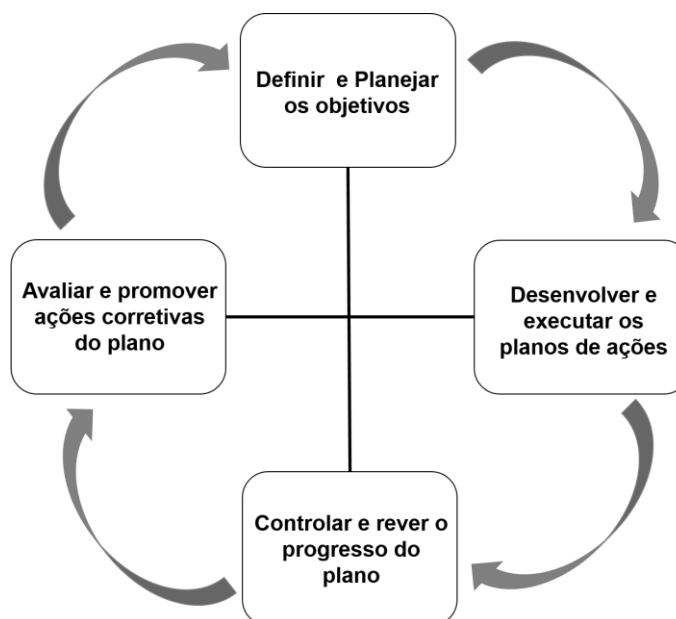 Definir e Planejar
os objetivos
Desenvolver e
executar os
planos de ações
Controlar e rever o
progresso do
plano
Avaliar e promover
ações corretivas
do plano